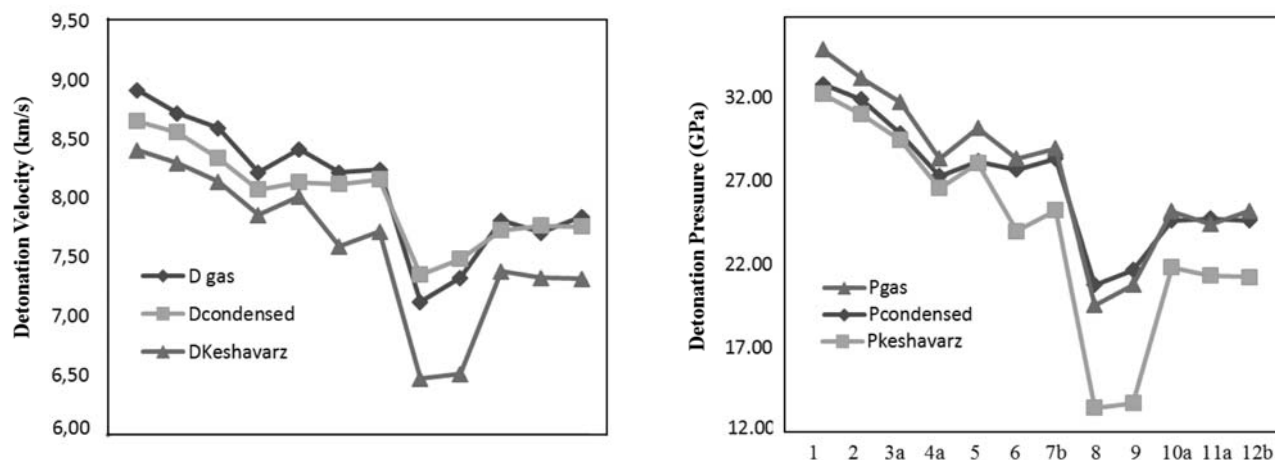 9,50
9,00
8,50
8,00
7,50
7,00
6,50
6,00
Detonation Velocity (km/s)
D gas
Dcondensed
DKeshavarz
32.00
27.00
22.00
17.00
12.00
Detonation Presuure (GPa)
Pgas
Pcondensed
Pkeshavarz
1 2 3a 4a 5 6 7b 8 9 10a 11a 12b